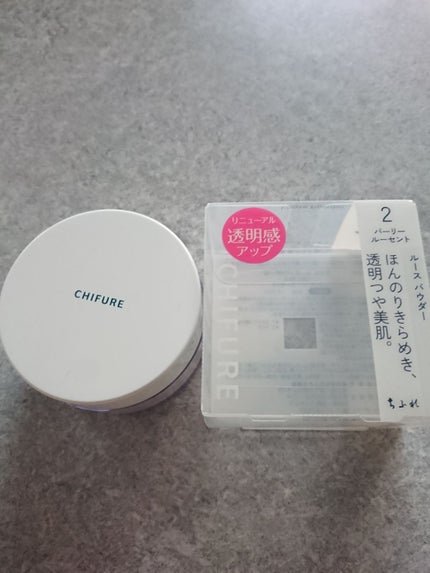 CHIFURE
リニューアル
透明感
アップ
CHIFURE
2
パーリー
ルーセント
ルース パウダー
ほんのりきらめき、
透明つや美肌。
ちふれ